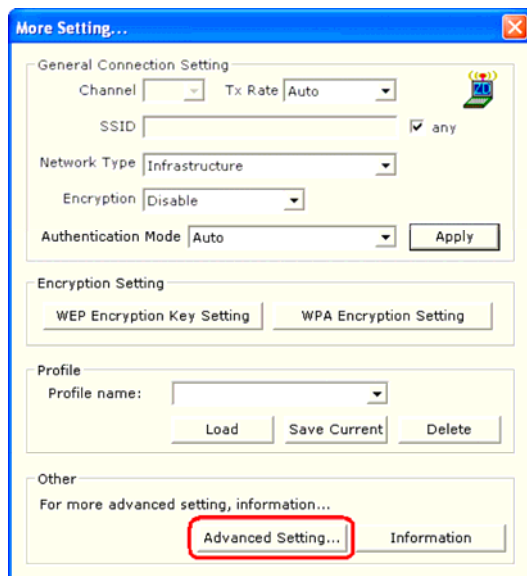 More Setting...
General Connection Setting
Channel Tx Rate Auto
ZD
SSID any
Network Type Infrastructure
Encryption Disable
Authentication Mode Auto Apply
Encryption Setting
WEP Encryption Key Setting WPA Encryption Setting
Profile
Profile name:
Load Save Current Delete
Other
For more advanced setting, information...
Advanced Setting... Information